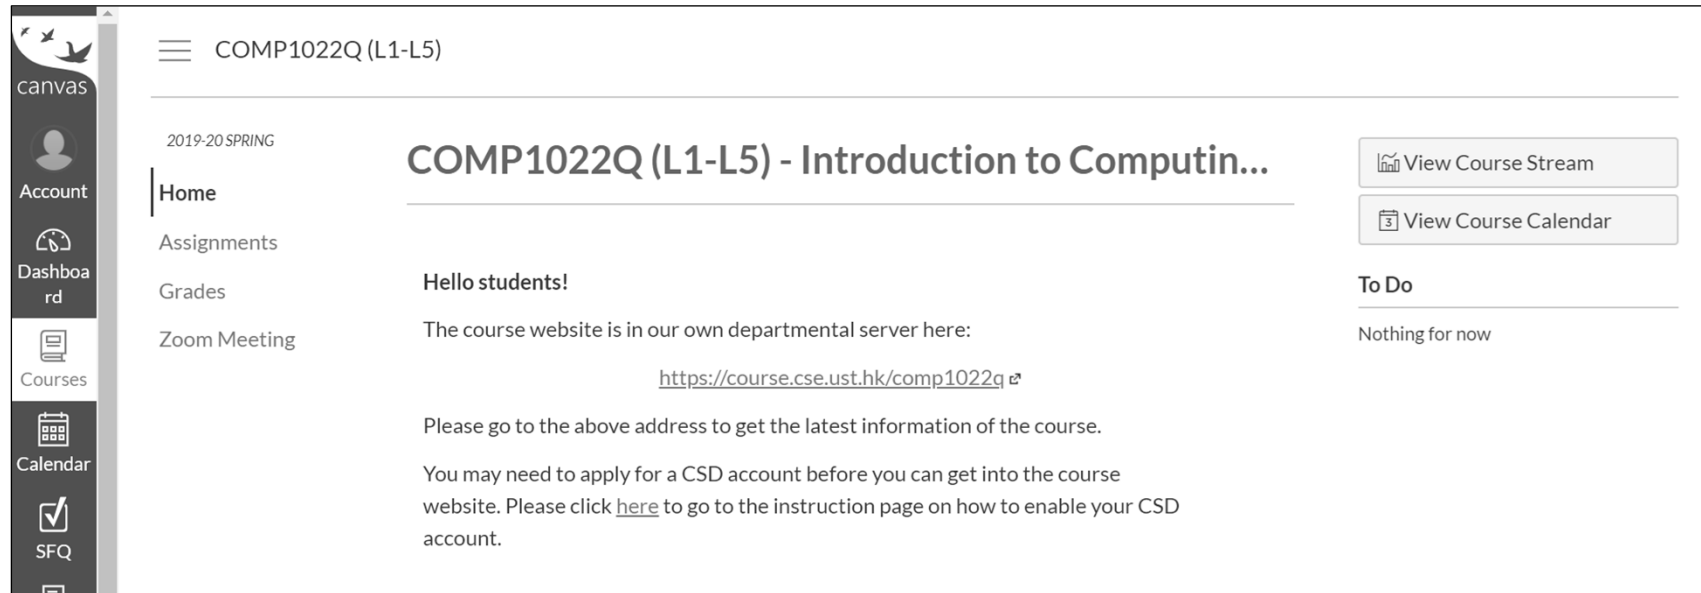 canvas
Account
Dashboa
rd
Courses
Calendar
SFQ
COMP1022Q (L1-L5)
2019-20 SPRING
Home
Assignments
Grades
Zoom Meeting
COMP1022Q (L1-L5) - Introduction to Computin...
Hello students!
The course website is in our own departmental server here:
https://course.cse.ust.hk/comp1022q
Please go to the above address to get the latest information of the course.
You may need to apply for a CSD account before you can get into the course
website. Please click here to go to the instruction page on how to enable your CSD
account.
View Course Stream
3 View Course Calendar
To Do
Nothing for now